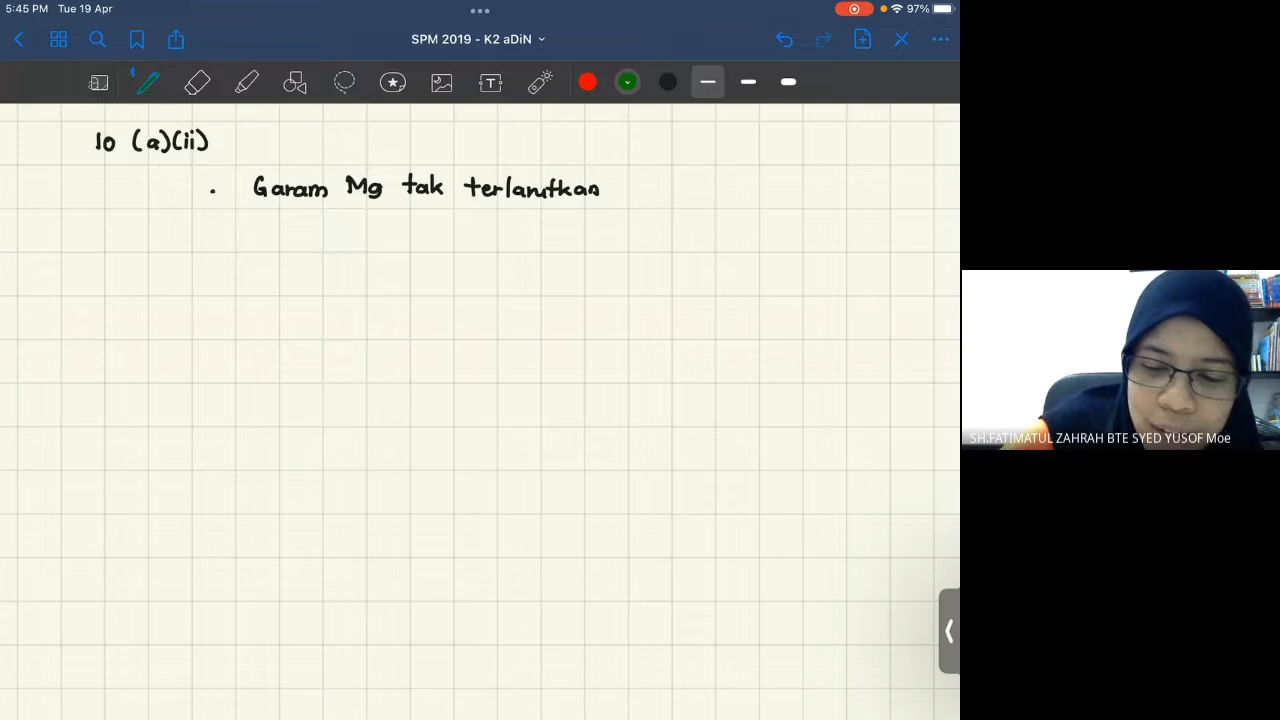 5:45 PM Tue 19 Apr
97%
SPM 2019 - K2 aDiN
T
10 (a)(ii)
. Garam Mg tak terlarutkan
SH.FATIMATUL ZAHRAH BTE SYED YUSOF Moe